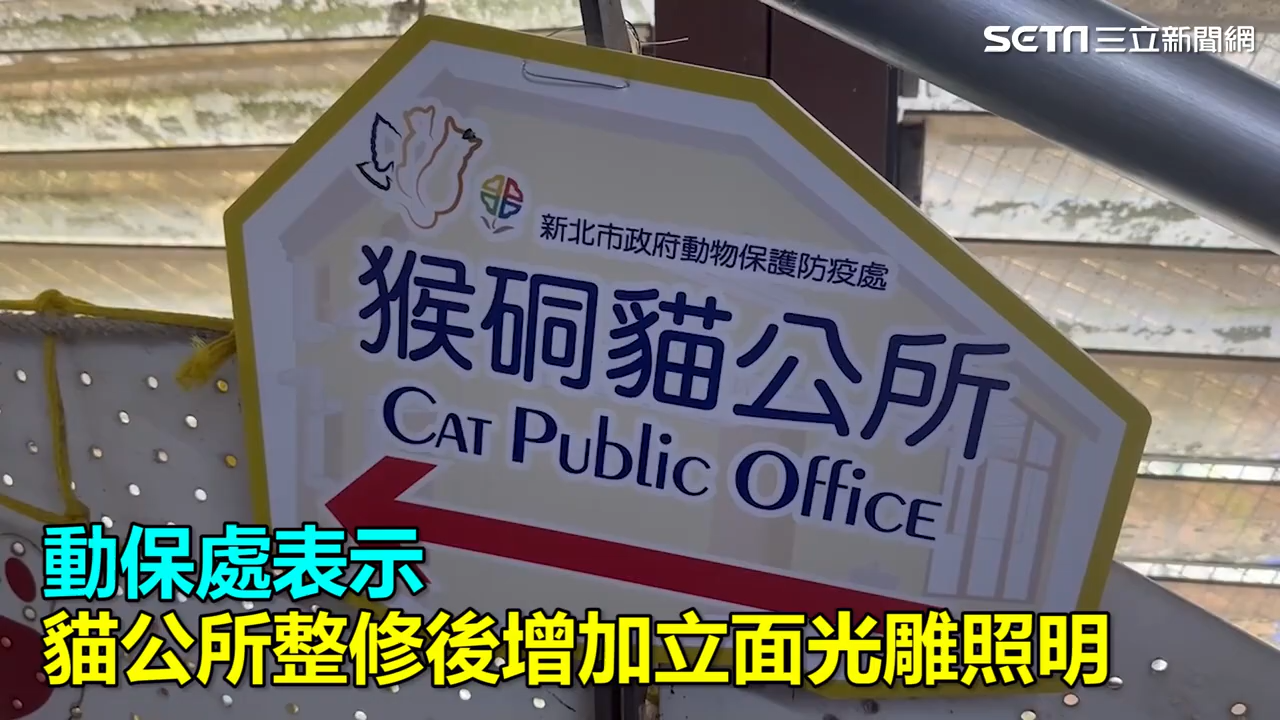 SETN三立新聞網
新北市政府動物保護防疫處
猴硐貓公所
CAT PUBLIC OFFICE
動保處表示
貓公所整修後增加立面光雕照明